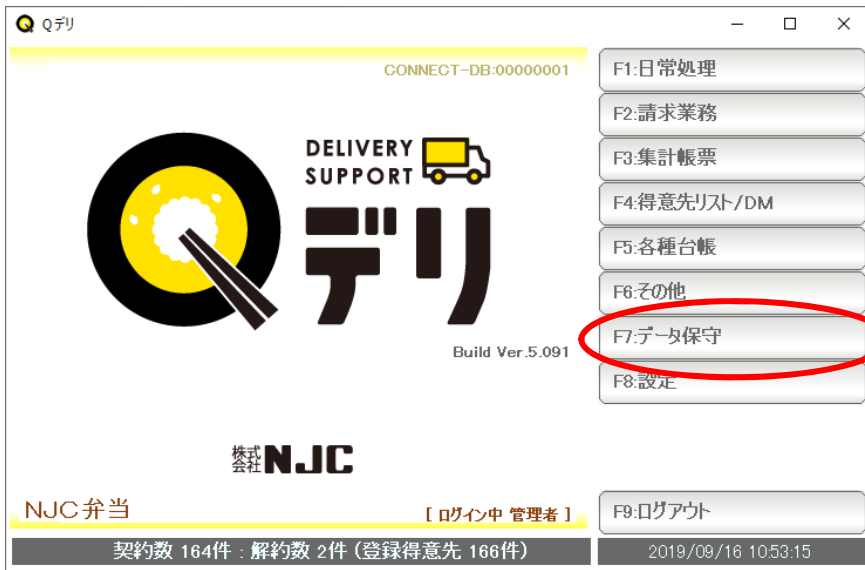 Qデリ
CONNECT-DB:00000001
DELIVERY
SUPPORT
Qデリ
Build Ver.5.091
株式会社NJC
NJC弁当
[ ログイン中 管理者 ]
契約数 164件 : 解約数 2件 (登録得意先 166件)
F1:日常処理
F2:請求業務
F3:集計帳票
F4:得意先リスト/DM
F5:各種台帳
F6:その他
F7:データ保守
F8:設定
F9:ログアウト
2019/09/16 10:53:15